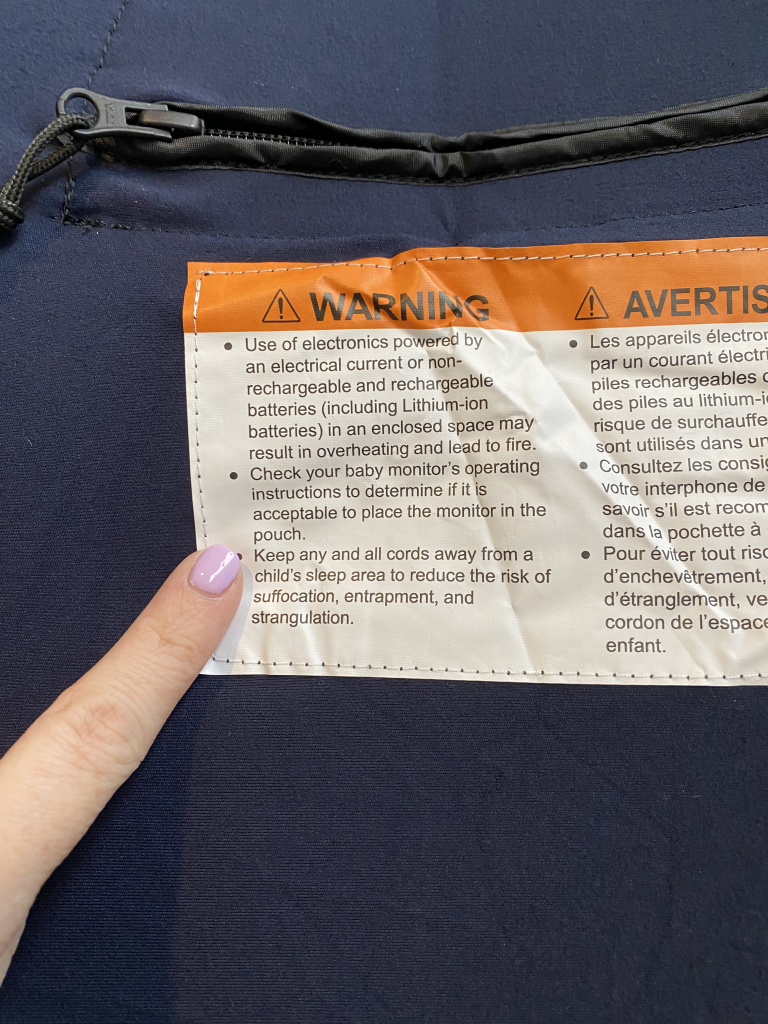 WARNING
• Use of electronics powered by
an electrical current or non-
rechargeable and rechargeable
batteries (including Lithium-ion
batteries) in an enclosed space may
result in overheating and lead to fire.
• Check your baby monitor's operating
instructions to determine if it is
acceptable to place the monitor in the
pouch.
• Keep any and all cords away from a
child's sleep area to reduce the risk of
suffocation, entrapment, and
strangulation.
AVERTIS
• Les appareils électron
par un courant électri
piles rechargeables
des piles au lithium-i
risque de surchauffe
sont utilisés dans un
• Consultez les consig
votre interphone de
savoir s'il est recom
dans la pochette à
• Pour éviter tout risq
d'enchevêtrement,
d'étranglement, ve
cordon de l'espace
enfant.